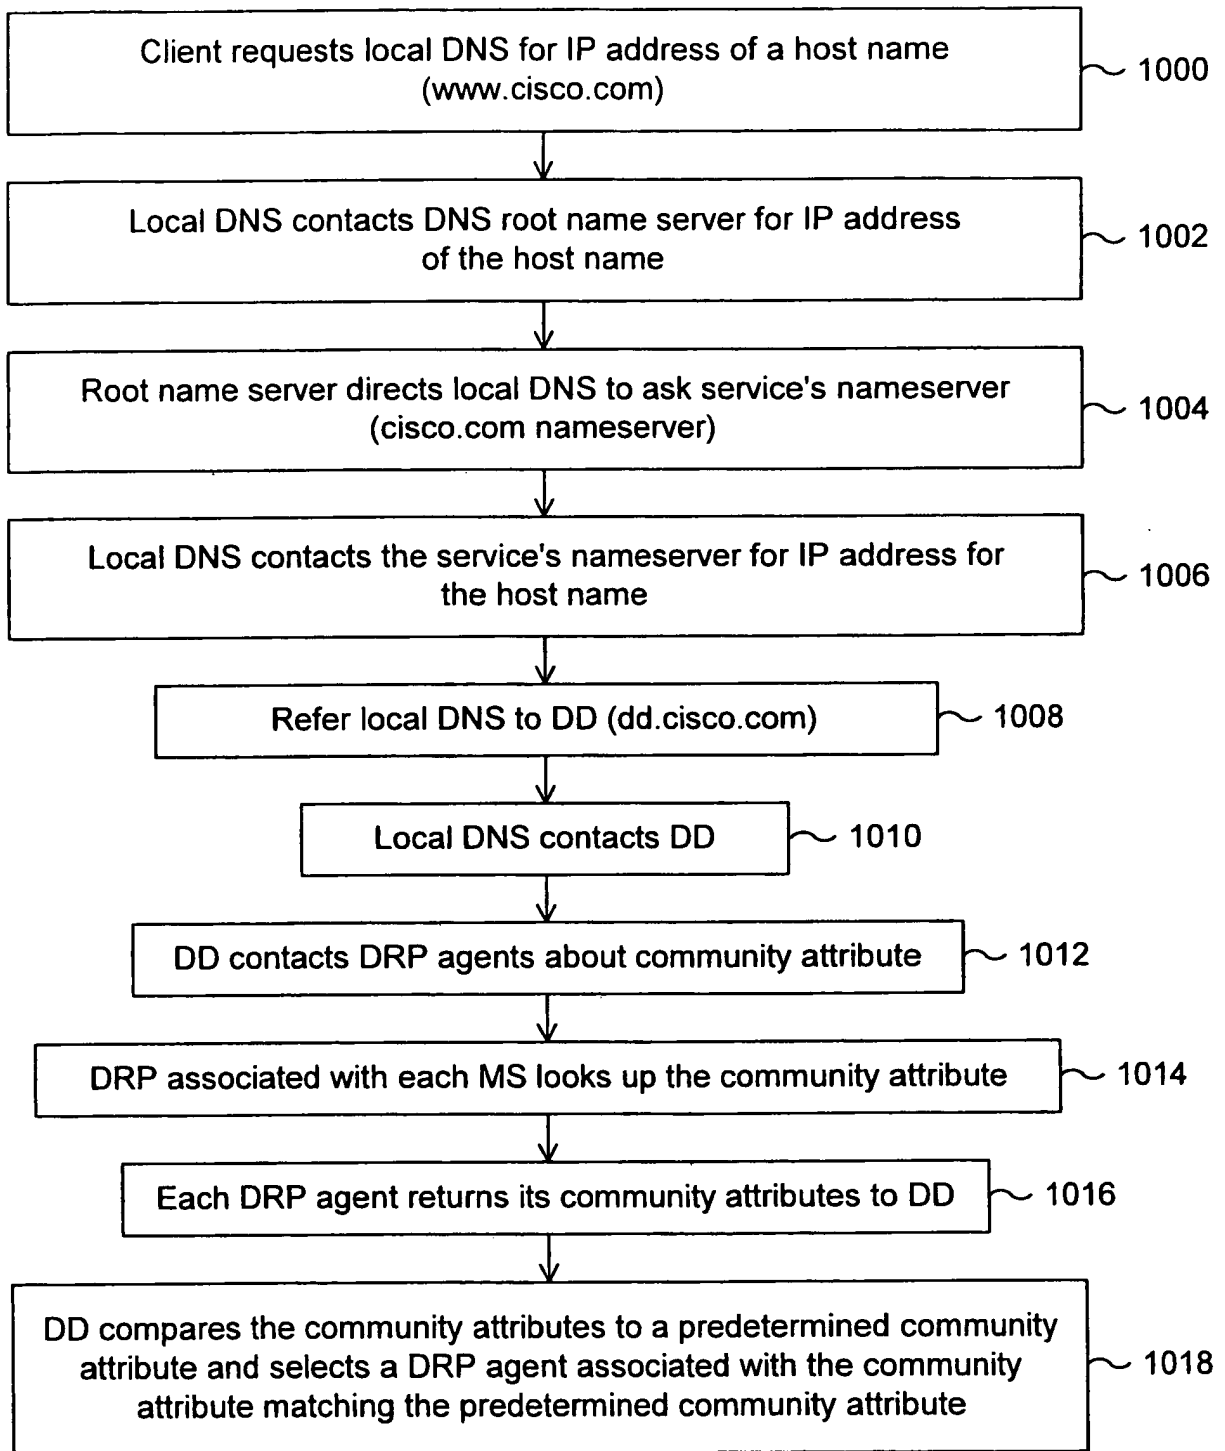 Client requests local DNS for IP address of a host name
(www.cisco.com)
1000
Local DNS contacts DNS root name server for IP address
of the host name
1002
Root name server directs local DNS to ask service's nameserver
(cisco.com nameserver)
1004
Local DNS contacts the service's nameserver for IP address for
the host name
1006
Refer local DNS to DD (dd.cisco.com)
1008
Local DNS contacts DD
1010
DD contacts DRP agents about community attribute
1012
DRP associated with each MS looks up the community attribute
1014
Each DRP agent returns its community attributes to DD
1016
DD compares the community attributes to a predetermined community
attribute and selects a DRP agent associated with the community
attribute matching the predetermined community attribute
1018